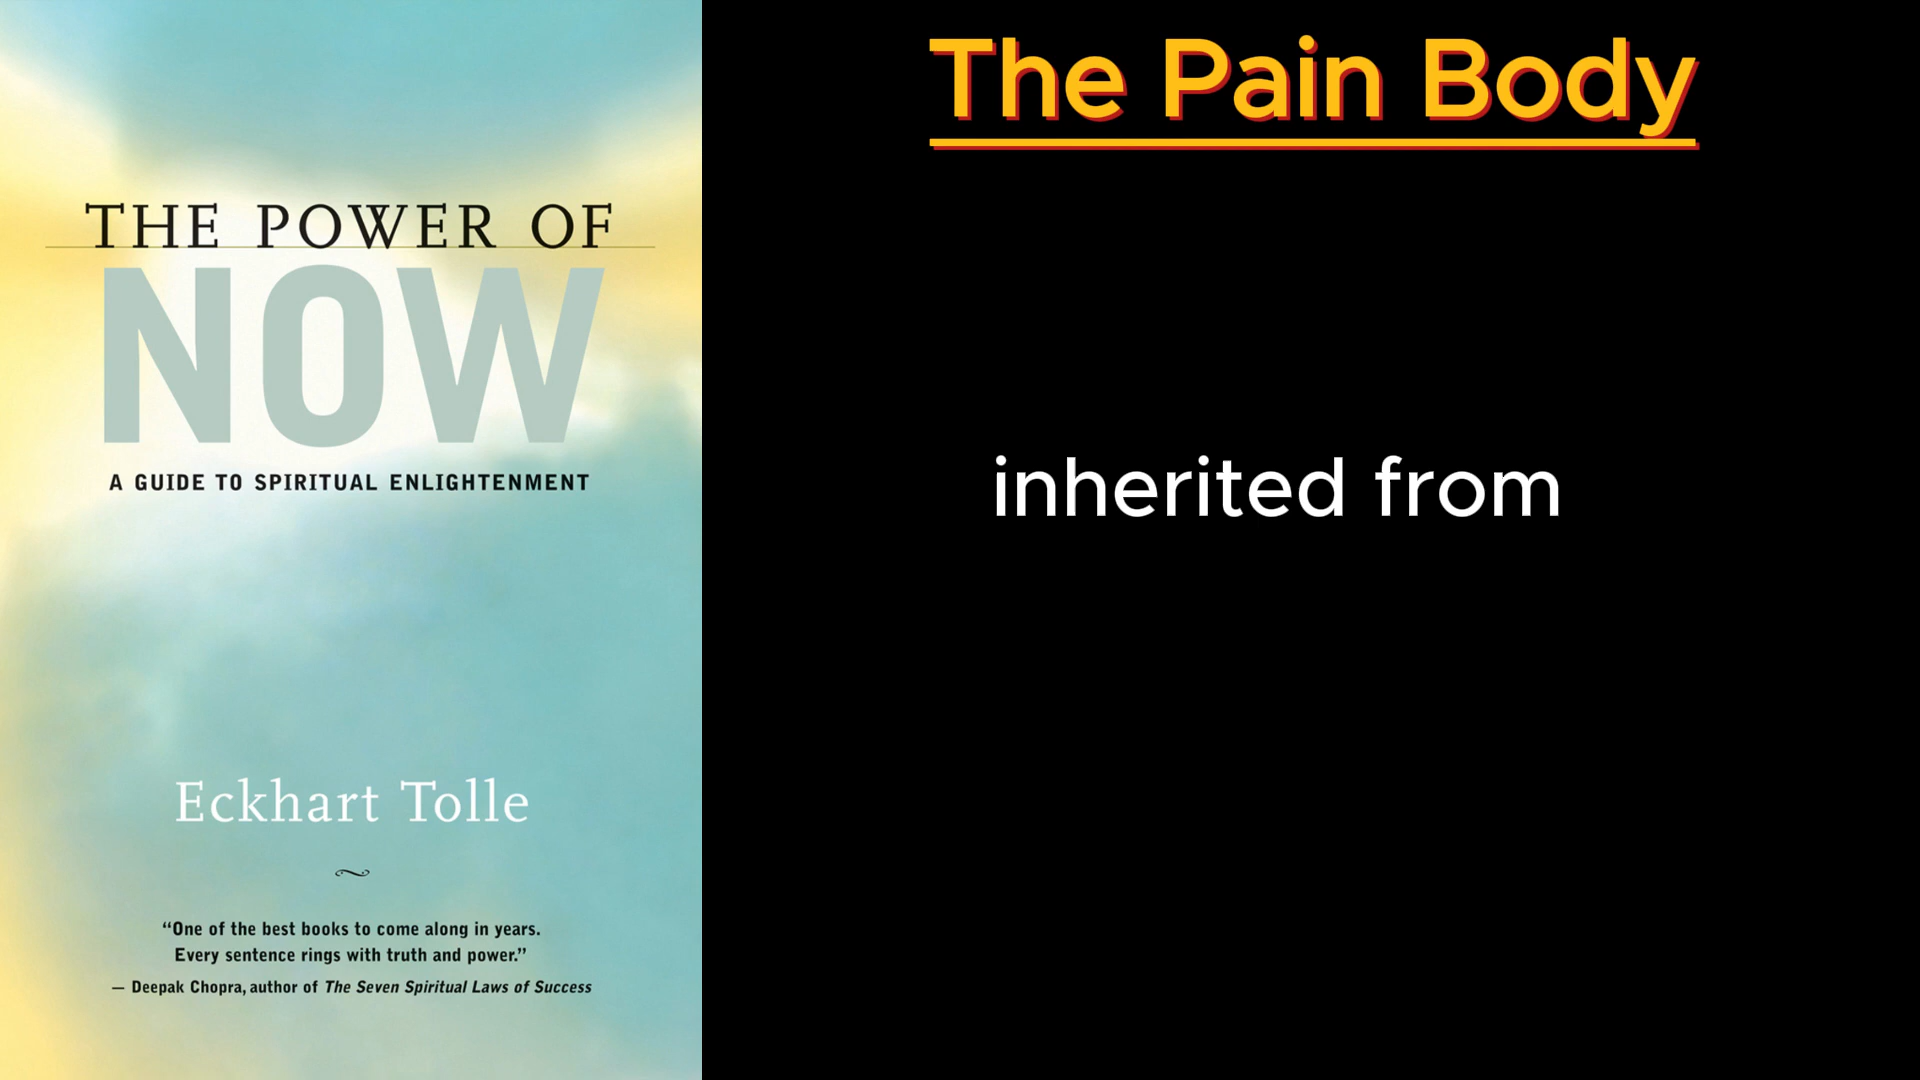 THE POWER OF
NOW
A GUIDE TO SPIRITUAL ENLIGHTENMENT
Eckhart Tolle
“One of the best books to come along in years.
Every sentence rings with truth and power.”
— Deepak Chopra, author of The Seven Spiritual Laws of Success
The Pain Body
inherited from